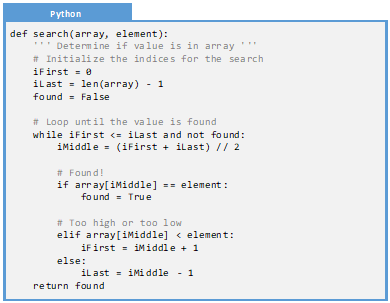 Python
def search(array, element):
    ''' Determine if value is in array '''
    # Initialize the indices for the search
    iFirst = 0
    iLast = len(array) - 1
    found = False

    # Loop until the value is found
    while iFirst <= iLast and not found:
        iMiddle = (iFirst + iLast) // 2

        # Found!
        if array[iMiddle] == element:
            found = True

        # Too high or too low
        elif array[iMiddle] < element:
            iFirst = iMiddle + 1
        else:
            iLast = iMiddle - 1
    return found